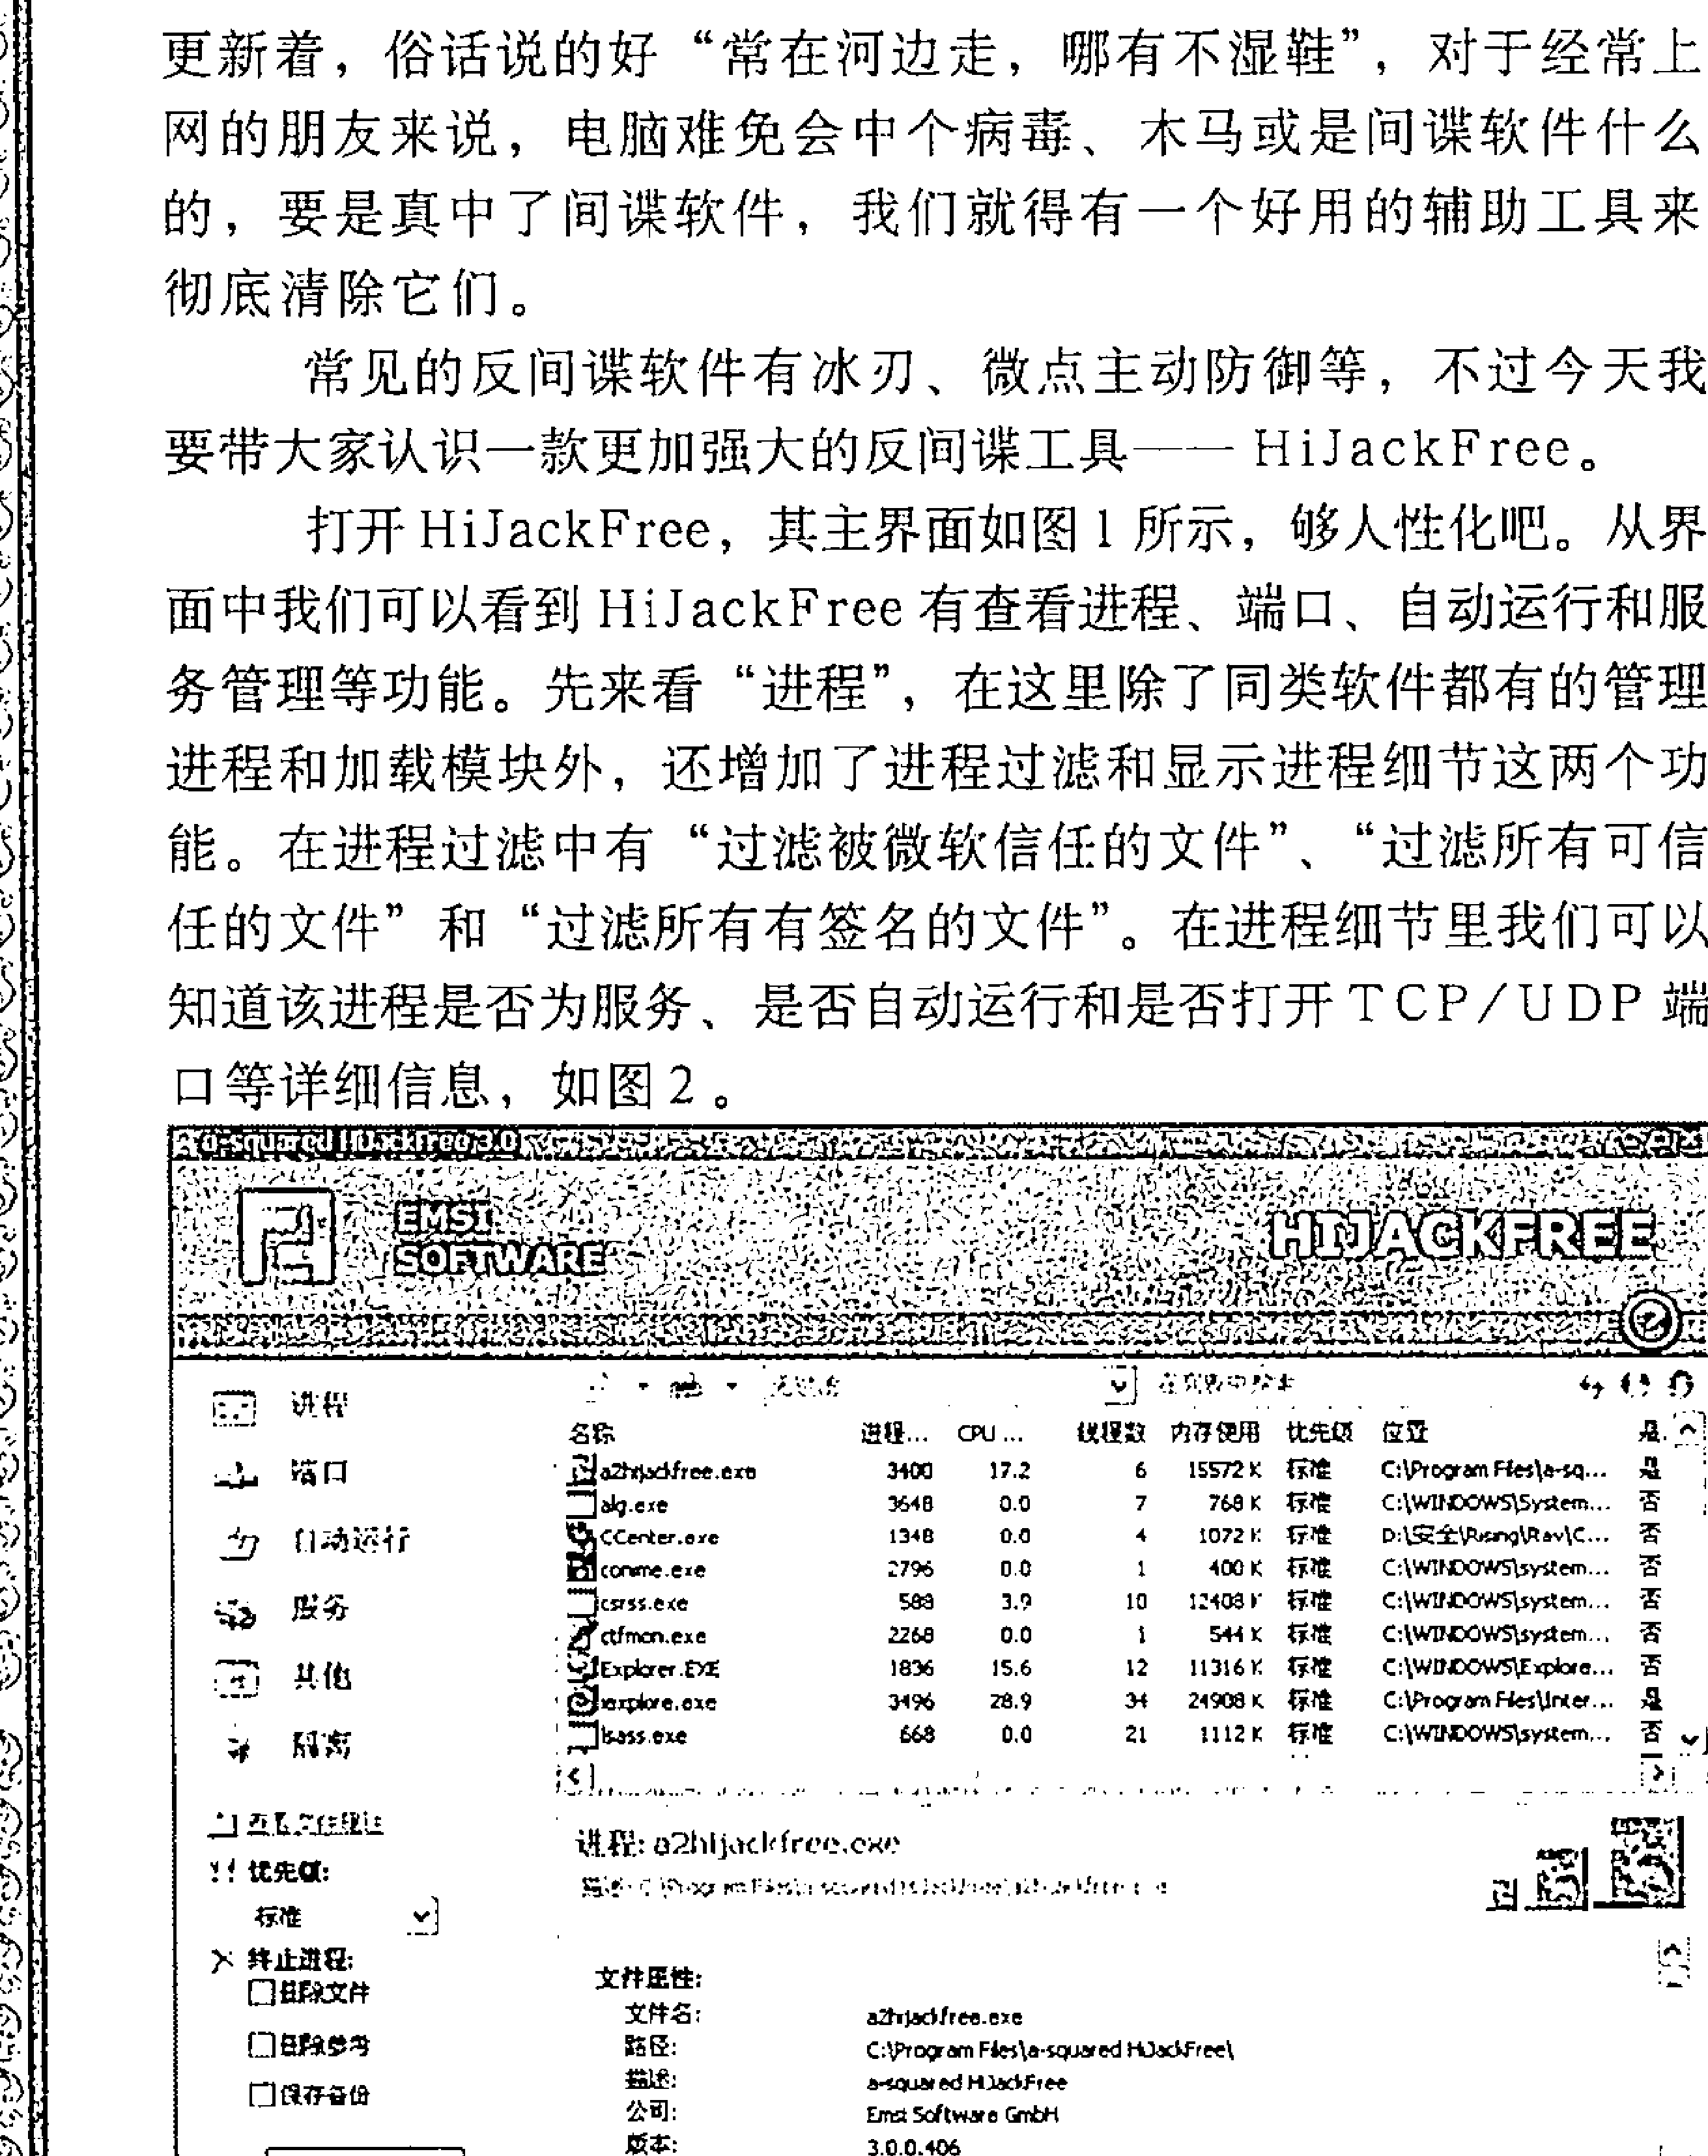 更新着，俗话说的好“常在河边走，哪有不湿鞋”，对于经常上
网的朋友来说，电脑难免会中个病毒、木马或是间谍软件什么
的，要是真中了间谍软件，我们就得有一个好用的辅助工具来
彻底清除它们。
常见的反间谍软件有冰刃、微点主动防御等，不过今天我
要带大家认识一款更加强大的反间谍工具—— HiJackFree。
打开HiJackFree，其主界面如图1所示，够人性化吧。从界
面中我们可以看到HiJackFree有查看进程、端口、自动运行和服
务管理等功能。先来看“进程”，在这里除了同类软件都有的管理
进程和加载模块外，还增加了进程过滤和显示进程细节这两个功
能。在进程过滤中有“过滤被微软信任的文件”、“过滤所有可信
任的文件”和“过滤所有有签名的文件”。在进程细节里我们可以
知道该进程是否为服务、是否自动运行和是否打开TCP/UDP端
口等详细信息，如图2。
a-squared HiJackFree 3.0
EMSI
SOFTWARE
HIJACKFREE
进程
端口
自动运行
服务
其他
隔离
优先级:
标准
终止进程:
删除文件
删除参考
保存备份
名称 进程... CPU ... 线程数 内存使用 优先级 位置 是.
a2hijackfree.exe 3400 17.2 6 15572 K 标准 C:\Program Files\a-sq... 是
alg.exe 3648 0.0 7 768 K 标准 C:\WINDOWS\System... 否
CCenter.exe 1348 0.0 4 1072 K 标准 D:\安全\Rising\Rav\C... 否
conime.exe 2796 0.0 1 400 K 标准 C:\WINDOWS\system... 否
csrss.exe 588 3.9 10 12408 K 标准 C:\WINDOWS\system... 否
ctfmon.exe 2268 0.0 1 544 K 标准 C:\WINDOWS\system... 否
Explorer.EXE 1836 15.6 12 11316 K 标准 C:\WINDOWS\Explore... 否
iexplore.exe 3496 28.9 34 24908 K 标准 C:\Program Files\Inter... 是
lsass.exe 668 0.0 21 1112 K 标准 C:\WINDOWS\system... 否
进程: a2hijackfree.exe
文件属性:
文件名: a2hijackfree.exe
路径: C:\Program Files\a-squared HiJackFree\
描述: a-squared HiJackFree
公司: Emsi Software GmbH
版本: 3.0.0.406